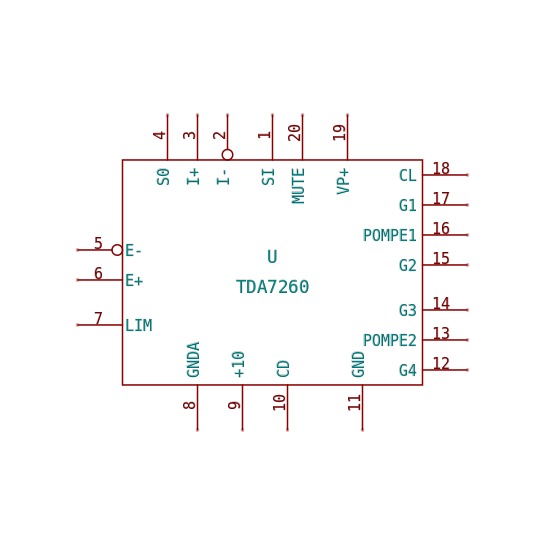 4 3 2 1 20 19
S0 I+ I- SI MUTE VP+
CL 18
G1 17
POMPE1 16
5 E-
U
G2 15
6 E+
TDA7260
G3 14
7 LIM
POMPE2 13
G4 12
GNDA +10 CD GND
8 9 10 11